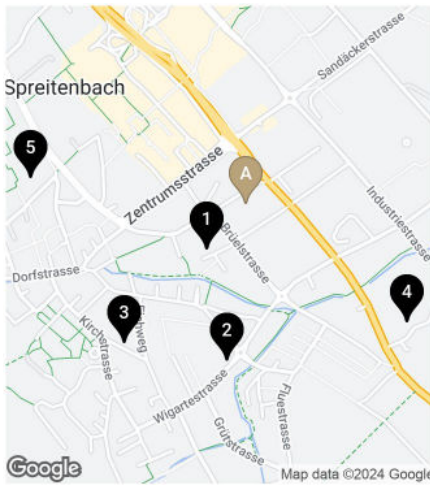 Sandäckerstrasse
Spreitenbach
5
Zentrumsstrasse
A
1
Brüelstrasse
Industriestrasse
Dorfstrasse
4
3
Kirchstrasse
2
Wigartestrasse
Flurestrasse
Grütstrasse
Google
Map data ©2024 Google